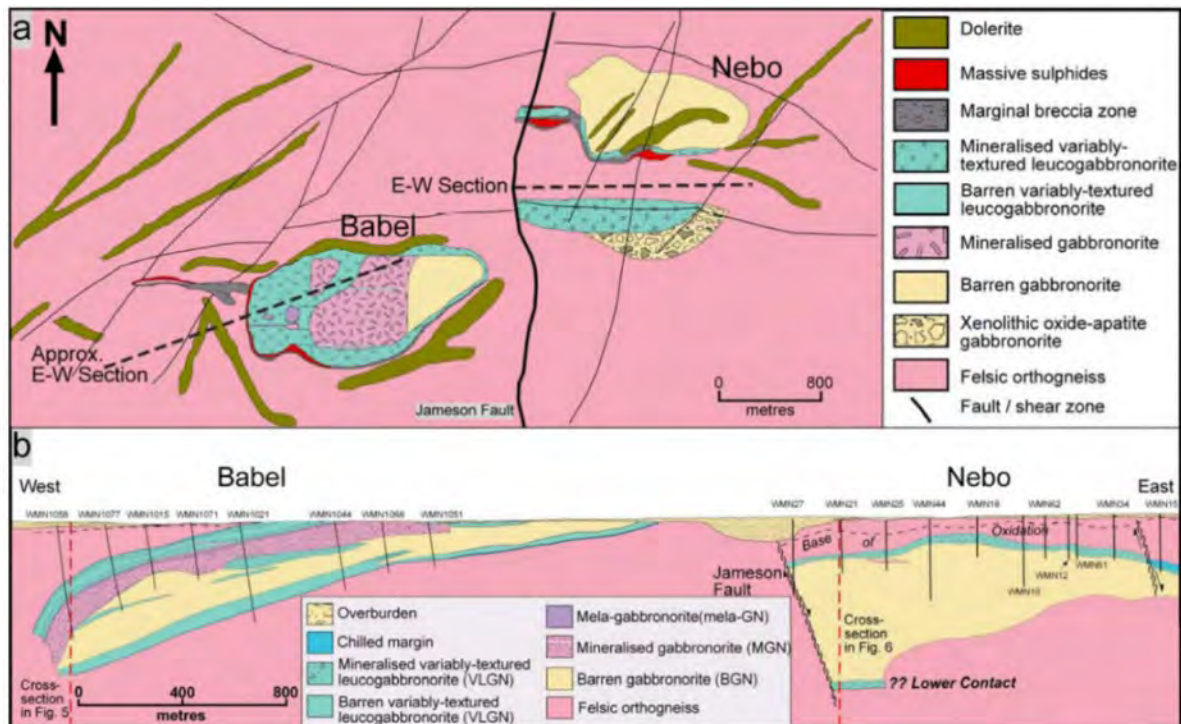 a
N
Nebo
E-W Section
Babel
Approx.
E-W Section
Jameson Fault
0 800
metres
Dolerite
Massive sulphides
Marginal breccia zone
Mineralised variably-
textured leucogabbronorite
Barren variably-textured
leucogabbronorite
Mineralised gabbronorite
Barren gabbronorite
Xenolithic oxide-apatite
gabbronorite
Felsic orthogneiss
Fault / shear zone
b
Babel
Nebo
West
East
WMN1058 WMN1077 WMN1015 WMN1071 WMN1021 WMN1044 WMN1051
WMN27 WMN21 WMN25 WMN44 WMN34 WMN15
Base of Oxidation
WMN12 WMN61
WMN10
Jameson
Fault
Cross-
section
in Fig. 6
?? Lower Contact
Cross-
section
in Fig. 5
0 400 800
metres
Overburden
Chilled margin
Mineralised variably-textured
leucogabbronorite (VLGN)
Barren variably-textured
leucogabbronorite (VLGN)
Mela-gabbronorite(mela-GN)
Mineralised gabbronorite (MGN)
Barren gabbronorite (BGN)
Felsic orthogneiss